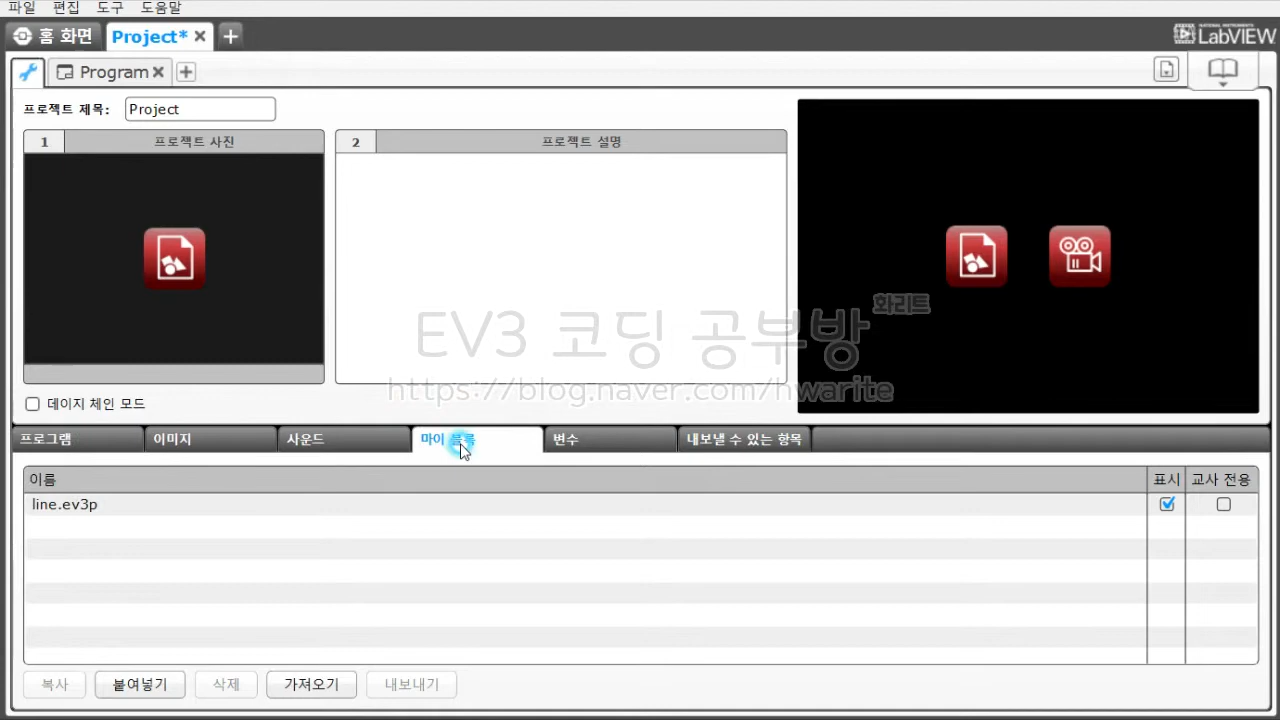 파일 편집 도구 도움말
홈 화면 Project* NATIONAL INSTRUMENTS LabVIEW
Program
프로젝트 제목: Project
1 프로젝트 사진 2 프로젝트 설명
화리트
EV3 코딩 공부방
https://blog.naver.com/hwarite
데이지 체인 모드
프로그램 이미지 사운드 마이 블록 변수 내보낼 수 있는 항목
이름 표시 교사 전용
line.ev3p
복사 붙여넣기 삭제 가져오기 내보내기